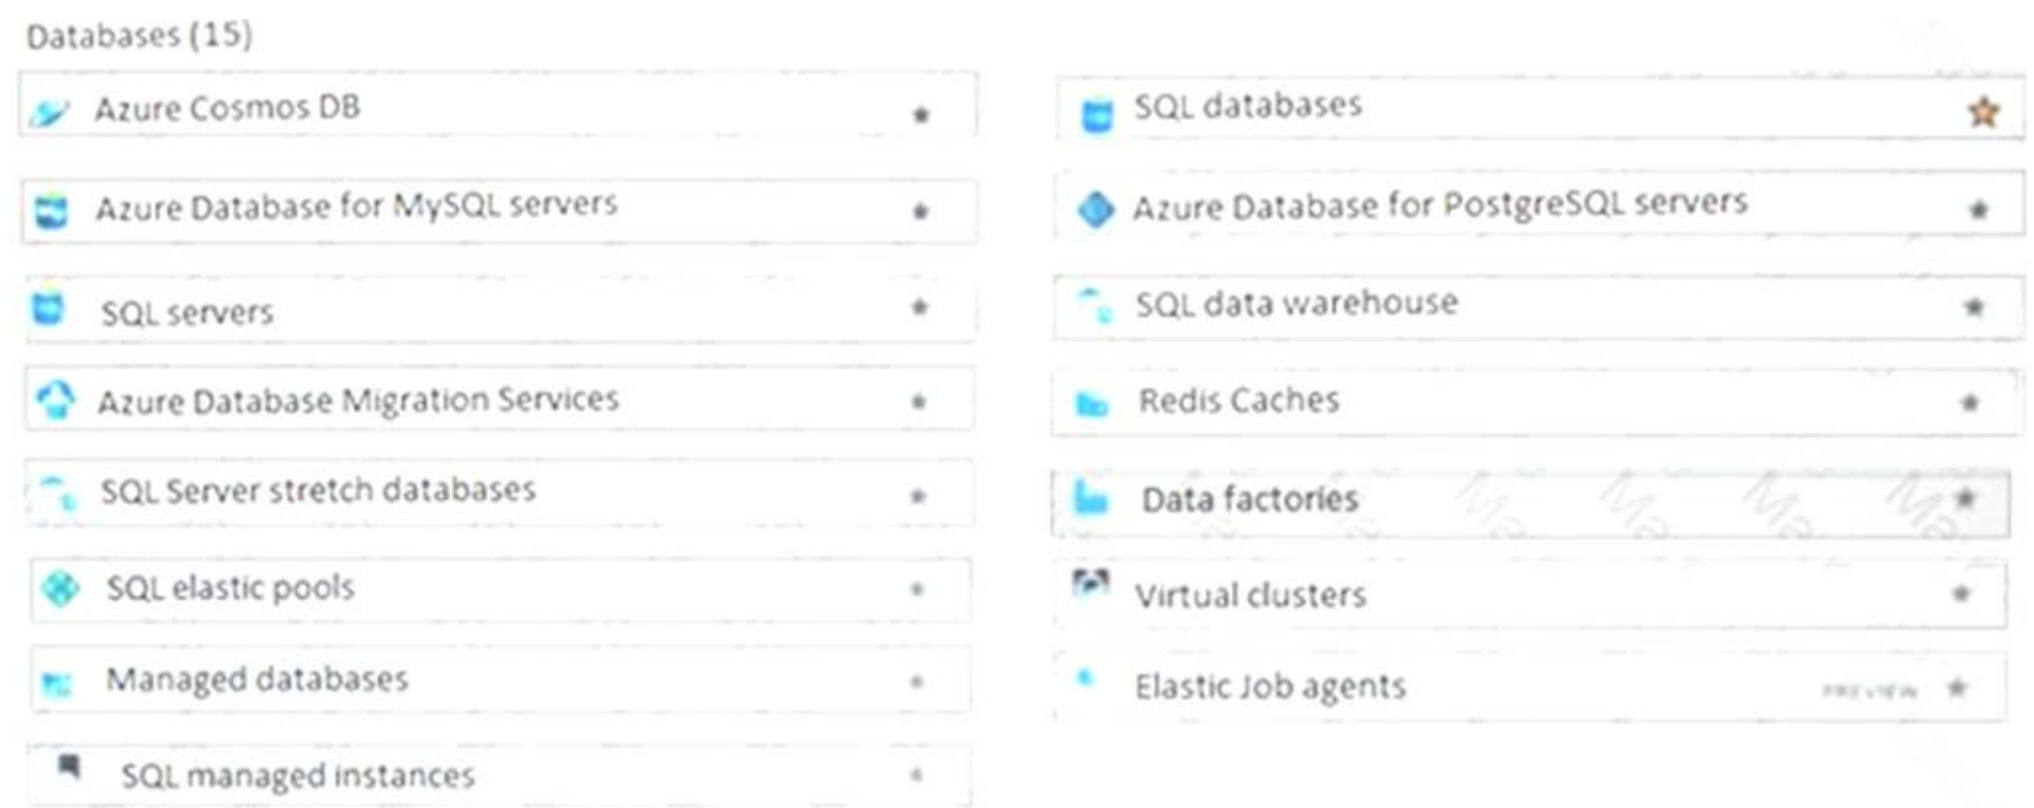 Databases (15)
Azure Cosmos DB
SQL databases
Azure Database for MySQL servers
Azure Database for PostgreSQL servers
SQL servers
SQL data warehouse
Azure Database Migration Services
Redis Caches
SQL Server stretch databases
Data factories
SQL elastic pools
Virtual clusters
Managed databases
Elastic Job agents PREVIEW
SQL managed instances